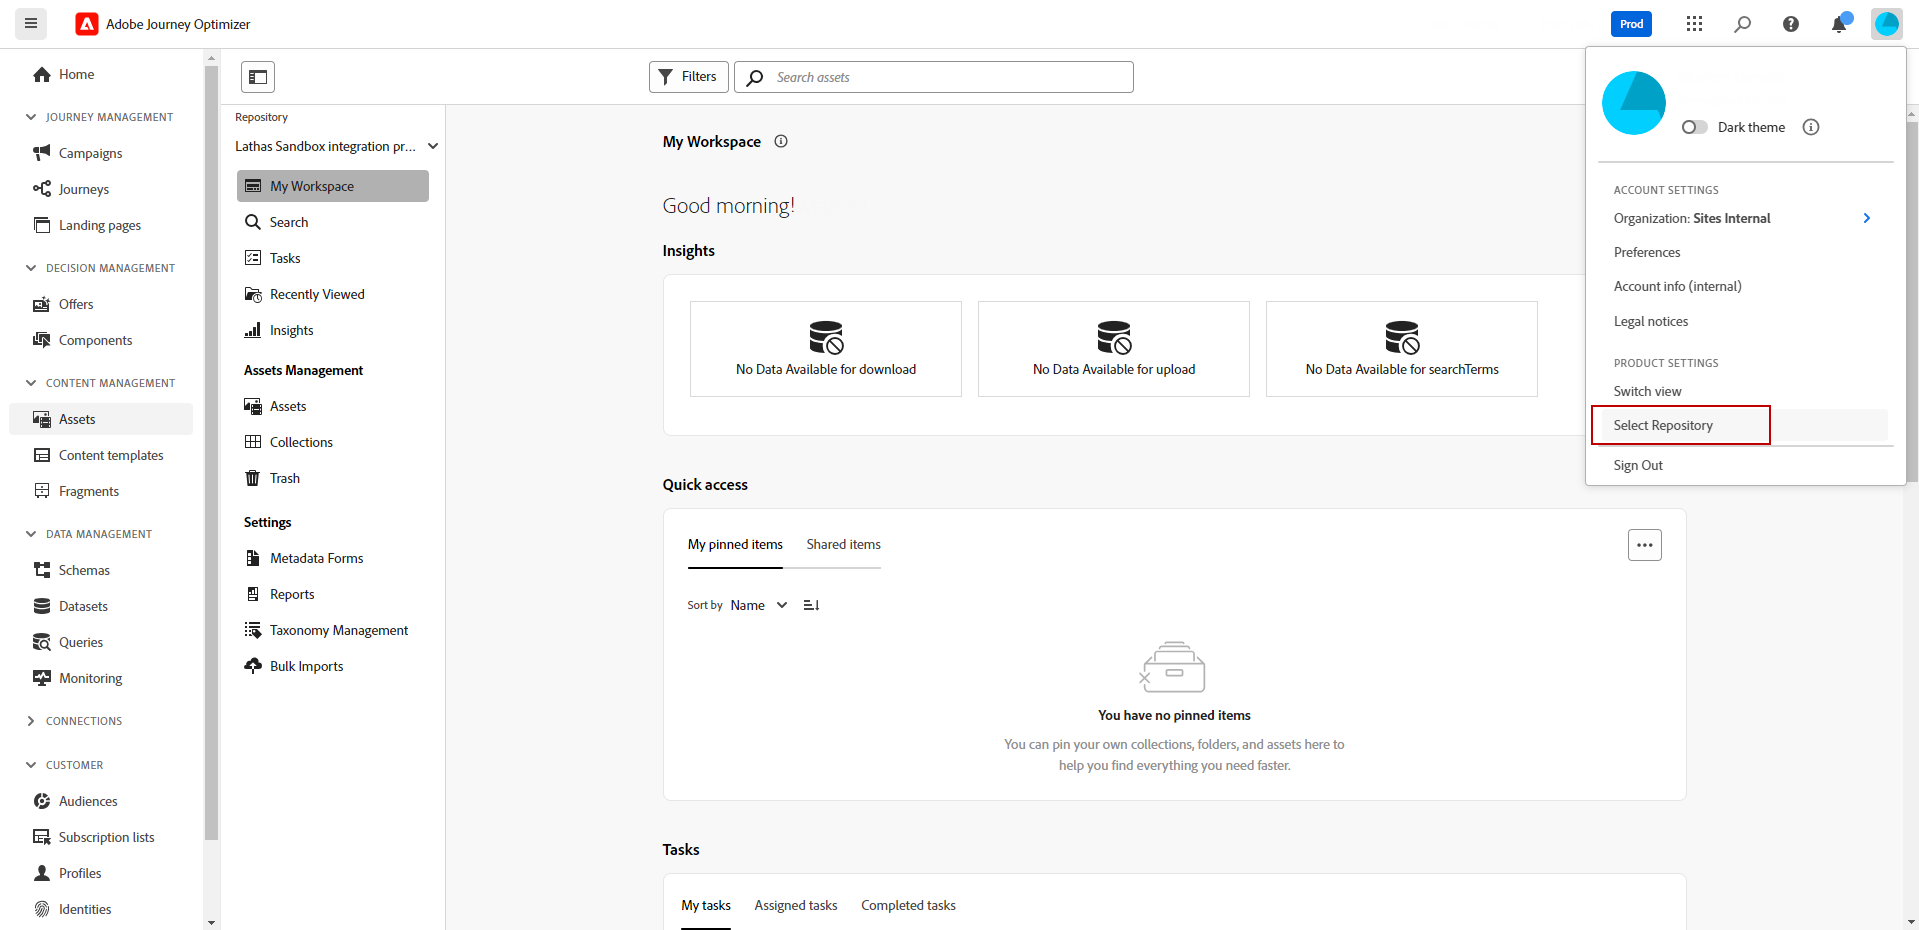 Adobe Journey Optimizer
Prod
Home
JOURNEY MANAGEMENT
Campaigns
Journeys
Landing pages
DECISION MANAGEMENT
Offers
Components
CONTENT MANAGEMENT
Assets
Content templates
Fragments
DATA MANAGEMENT
Schemas
Datasets
Queries
Monitoring
CONNECTIONS
CUSTOMER
Audiences
Subscription lists
Profiles
Identities
Filters
Search assets
Repository
Lathas Sandbox integration pr...
My Workspace
Search
Tasks
Recently Viewed
Insights
Assets Management
Assets
Collections
Trash
Settings
Metadata Forms
Reports
Taxonomy Management
Bulk Imports
My Workspace
Good morning!
Insights
No Data Available for download
No Data Available for upload
No Data Available for searchTerms
Quick access
My pinned items
Shared items
Sort by Name
You have no pinned items
You can pin your own collections, folders, and assets here to
help you find everything you need faster.
Tasks
My tasks
Assigned tasks
Completed tasks
Dark theme
ACCOUNT SETTINGS
Organization: Sites Internal
Preferences
Account info (internal)
Legal notices
PRODUCT SETTINGS
Switch view
Select Repository
Sign Out